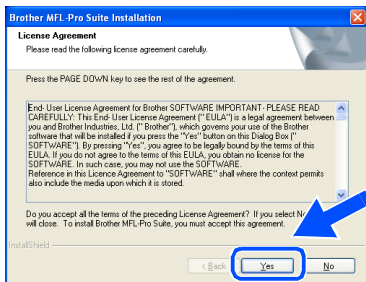 Brother MFL-Pro Suite Installation
License Agreement
Please read the following license agreement carefully.
Press the PAGE DOWN key to see the rest of the agreement.
End- User License Agreement for Brother SOFTWARE IMPORTANT- PLEASE READ
CAREFULLY: This End- User License Agreement (" EULA") is a legal agreement between
you and Brother Industries, Ltd. (" Brother"), which governs your use of the Brother
software that will be installed if you press the "Yes" button on this Dialog Box ("
SOFTWARE"). By pressing "Yes", you agree to be legally bound by the terms of this
EULA. If you do not agree to the terms of this EULA, you obtain no license for the
SOFTWARE. In such case, you may not use the SOFTWARE.
Reference in this Licence Agreement to "SOFTWARE" shall where the context permits
also include the media upon which it is stored.
Do you accept all the terms of the preceding License Agreement? If you select
will close. To install Brother MFL-Pro Suite, you must accept this agreement.
InstallShield
< Back
Yes
No